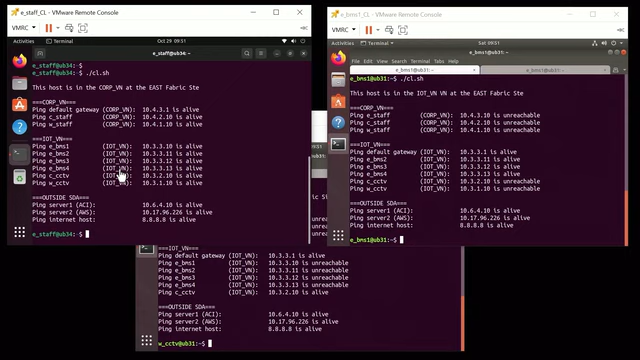 e_staff_CL - VMware Remote Console
VMRC
Activities
Terminal
Oct 29 09:51
e_staff@ub34: ~
e_staff@ub34:~$
e_staff@ub34:~$ ./cl.sh
This host is in the CORP_VN at the EAST Fabric Ste
===CORP_VN===
Ping default gateway (CORP_VN): 10.4.3.1 is alive
Ping c_staff (CORP_VN): 10.4.2.10 is alive
Ping w_staff (CORP_VN): 10.4.1.10 is alive
===IOT_VN===
Ping e_bms1 (IOT_VN): 10.3.3.10 is alive
Ping e_bms2 (IOT_VN): 10.3.3.11 is alive
Ping e_bms3 (IOT_VN): 10.3.3.12 is alive
Ping e_bms4 (IOT_VN): 10.3.3.13 is alive
Ping c_cctv (IOT_VN): 10.3.2.10 is alive
Ping w_cctv (IOT_VN): 10.3.1.10 is alive
===OUTSIDE SDA===
Ping server1 (ACI): 10.6.4.10 is alive
Ping server2 (AWS): 10.17.96.226 is alive
Ping internet host: 8.8.8.8 is alive
e_staff@ub34:~$
e_bms1_CL - VMware Remote Console
VMRC
Activities
Terminal
Sat 09:51
e_bms1@ub31: ~
File Edit View Search Terminal Tabs Help
e_bms1@ub31: ~
e_bms1@ub31: ~
e_bms1@ub31:~$ ./cl.sh
This host is in the IOT_VN VN at the EAST Fabric Ste
===CORP_VN===
Ping e_staff (CORP_VN): 10.4.3.10 is unreachable
Ping c_staff (CORP_VN): 10.4.2.10 is unreachable
Ping w_staff (CORP_VN): 10.4.1.10 is unreachable
===IOT_VN===
Ping default gateway (IOT_VN): 10.3.3.1 is alive
Ping e_bms2 (IOT_VN): 10.3.3.11 is alive
Ping e_bms3 (IOT_VN): 10.3.3.12 is unreachable
Ping e_bms4 (IOT_VN): 10.3.3.13 is unreachable
Ping c_cctv (IOT_VN): 10.3.2.10 is unreachable
Ping w_cctv (IOT_VN): 10.3.1.10 is unreachable
===OUTSIDE SDA===
Ping server1 (ACI): 10.6.4.10 is alive
Ping server2 (AWS): 10.17.96.226 is alive
Ping internet host: 8.8.8.8 is alive
e_bms1@ub31:~$
===IOT_VN===
Ping default gateway (IOT_VN): 10.3.3.1 is alive
Ping e_bms1 (IOT_VN): 10.3.3.10 is unreachable
Ping e_bms2 (IOT_VN): 10.3.3.11 is unreachable
Ping e_bms3 (IOT_VN): 10.3.3.12 is unreachable
Ping e_bms4 (IOT_VN): 10.3.3.13 is unreachable
Ping c_cctv (IOT_VN): 10.3.2.10 is alive
===OUTSIDE SDA===
Ping server1 (ACI): 10.6.4.10 is alive
Ping server2 (AWS): 10.17.96.226 is alive
Ping internet host: 8.8.8.8 is alive
w_cctv@ub31:~$